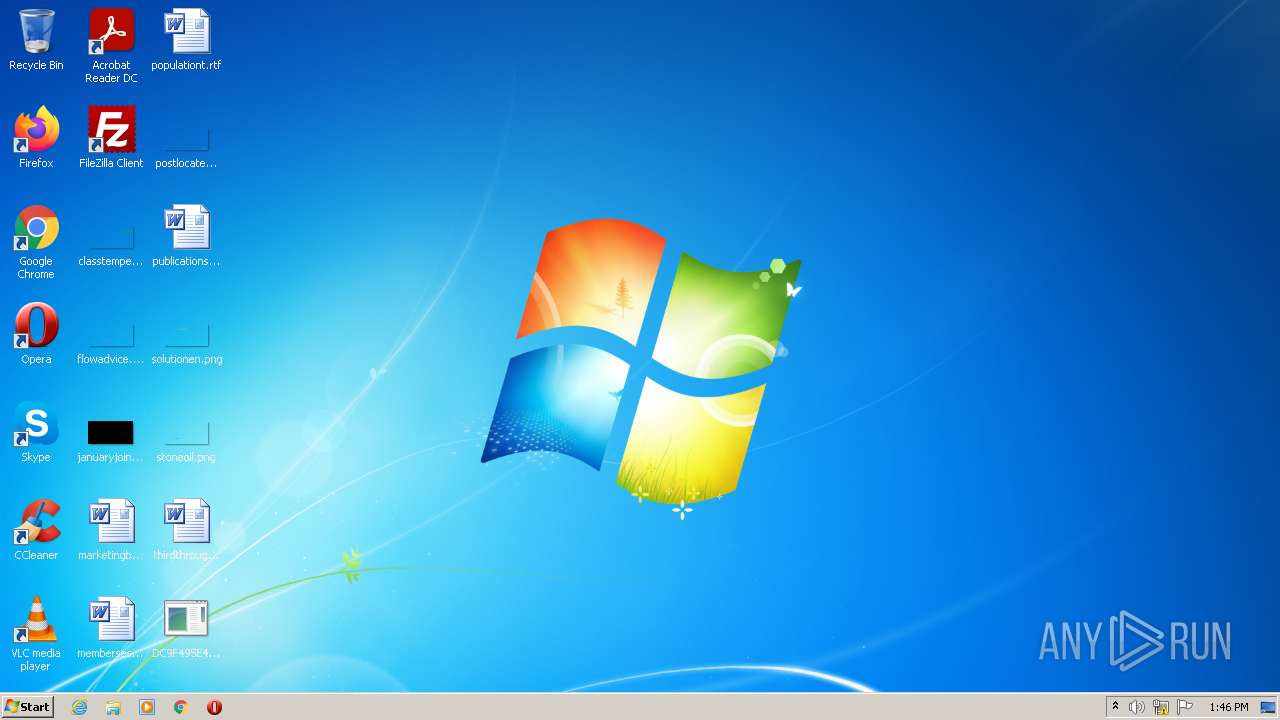 Recycle Bin
Acrobat
Reader DC
populationt.rtf
Firefox
FileZilla Client
postlocate...
Google
Chrome
classtempe...
publications...
Opera
flowadvice....
solutionen.png
Skype
januaryjoin...
stoneoil.png
CCleaner
marketingb...
thirdthroug...
VLC media
player
memberses...
DC9F495E4...
ANY RUN
Start
1:46 PM